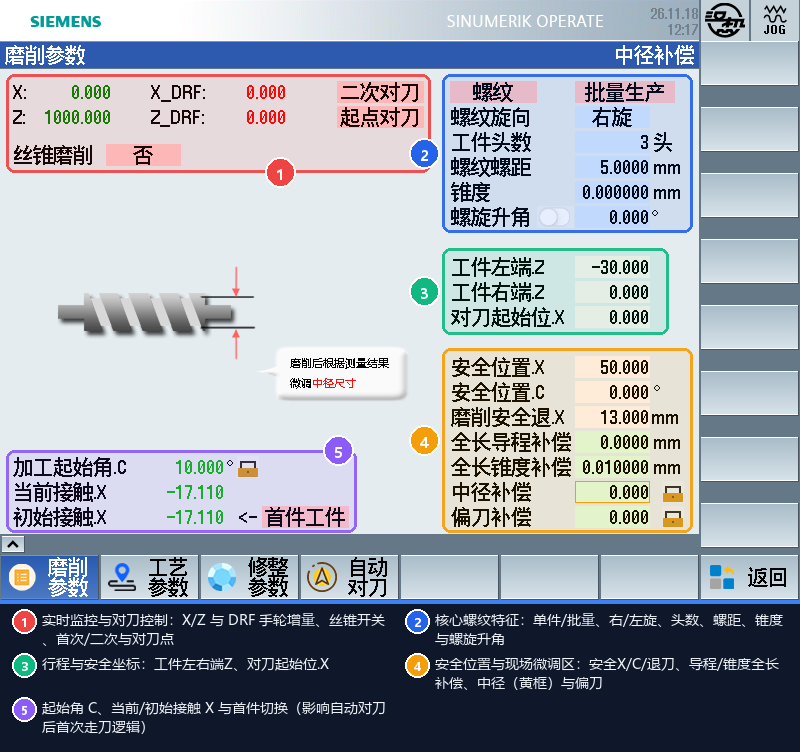 SIEMENS
SINUMERIK OPERATE
26.11.18
12:17
JOG
磨削参数
中径补偿
X: 0.000 X_DRF: 0.000 二次对刀
Z: 1000.000 Z_DRF: 0.000 起点对刀
丝锥磨削 否
1
螺纹 批量生产
螺纹旋向 右旋
工件头数 3 头
螺纹螺距 5.0000 mm
锥度 0.000000 mm
螺旋升角 0.000°
2
工件左端.Z -30.000
工件右端.Z 0.000
对刀起始位.X 0.000
3
磨削后根据测量结果
微调中径尺寸
安全位置.X 50.000
安全位置.C 0.000°
磨削安全退.X 13.000mm
全长导程补偿 0.0000 mm
全长锥度补偿 0.010000 mm
中径补偿 0.000
偏刀补偿 0.000
4
5
加工起始角.C 10.000°
当前接触.X -17.110
初始接触.X -17.110 <- 首件工件
磨削
参数
工艺
参数
修整
参数
自动
对刀
返回
1 实时监控与对刀控制：X/Z 与 DRF 手轮增量、丝锥开关
、首次/二次与对刀点
2 核心螺纹特征：单件/批量、右/左旋、头数、螺距、锥度
与螺旋升角
3 行程与安全坐标：工件左右端Z、对刀起始位.X
4 安全位置与现场微调区：安全X/C/退刀、导程/锥度全长
补偿、中径（黄框）与偏刀
5 起始角 C、当前/初始接触 X 与首件切换（影响自动对刀
后首次走刀逻辑）